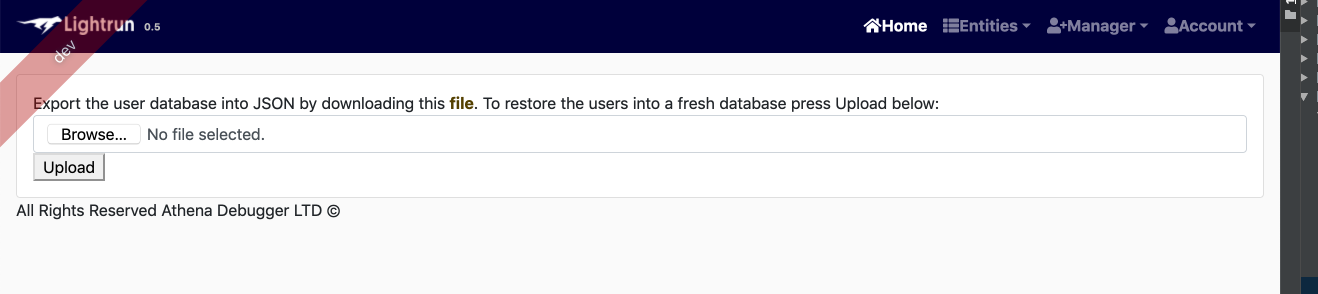 Lightrun 0.5 Home Entities Manager Account
dev
Export the user database into JSON by downloading this file. To restore the users into a fresh database press Upload below:
Browse... No file selected.
Upload
All Rights Reserved Athena Debugger LTD ©